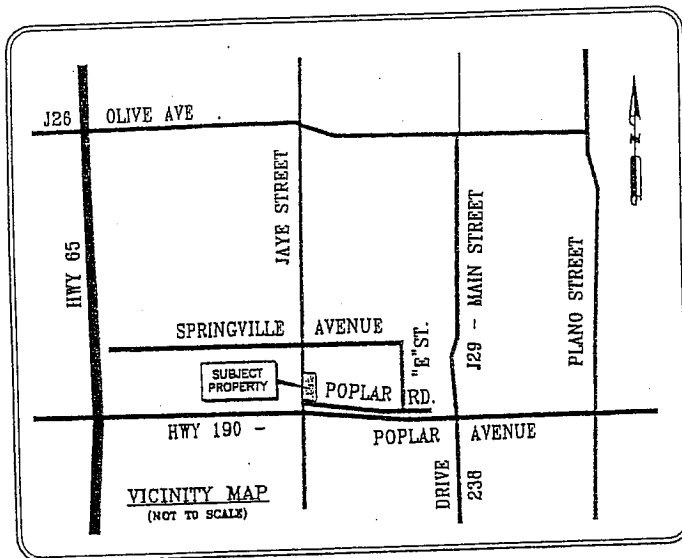 J26 OLIVE AVE
HWY 65
JAYE STREET
J29 - MAIN STREET
PLANO STREET
N
SPRINGVILLE AVENUE
"E" ST.
SUBJECT
PROPERTY
POPLAR RD.
HWY 190 -
POPLAR AVENUE
DRIVE 238
VICINITY MAP
(NOT TO SCALE)